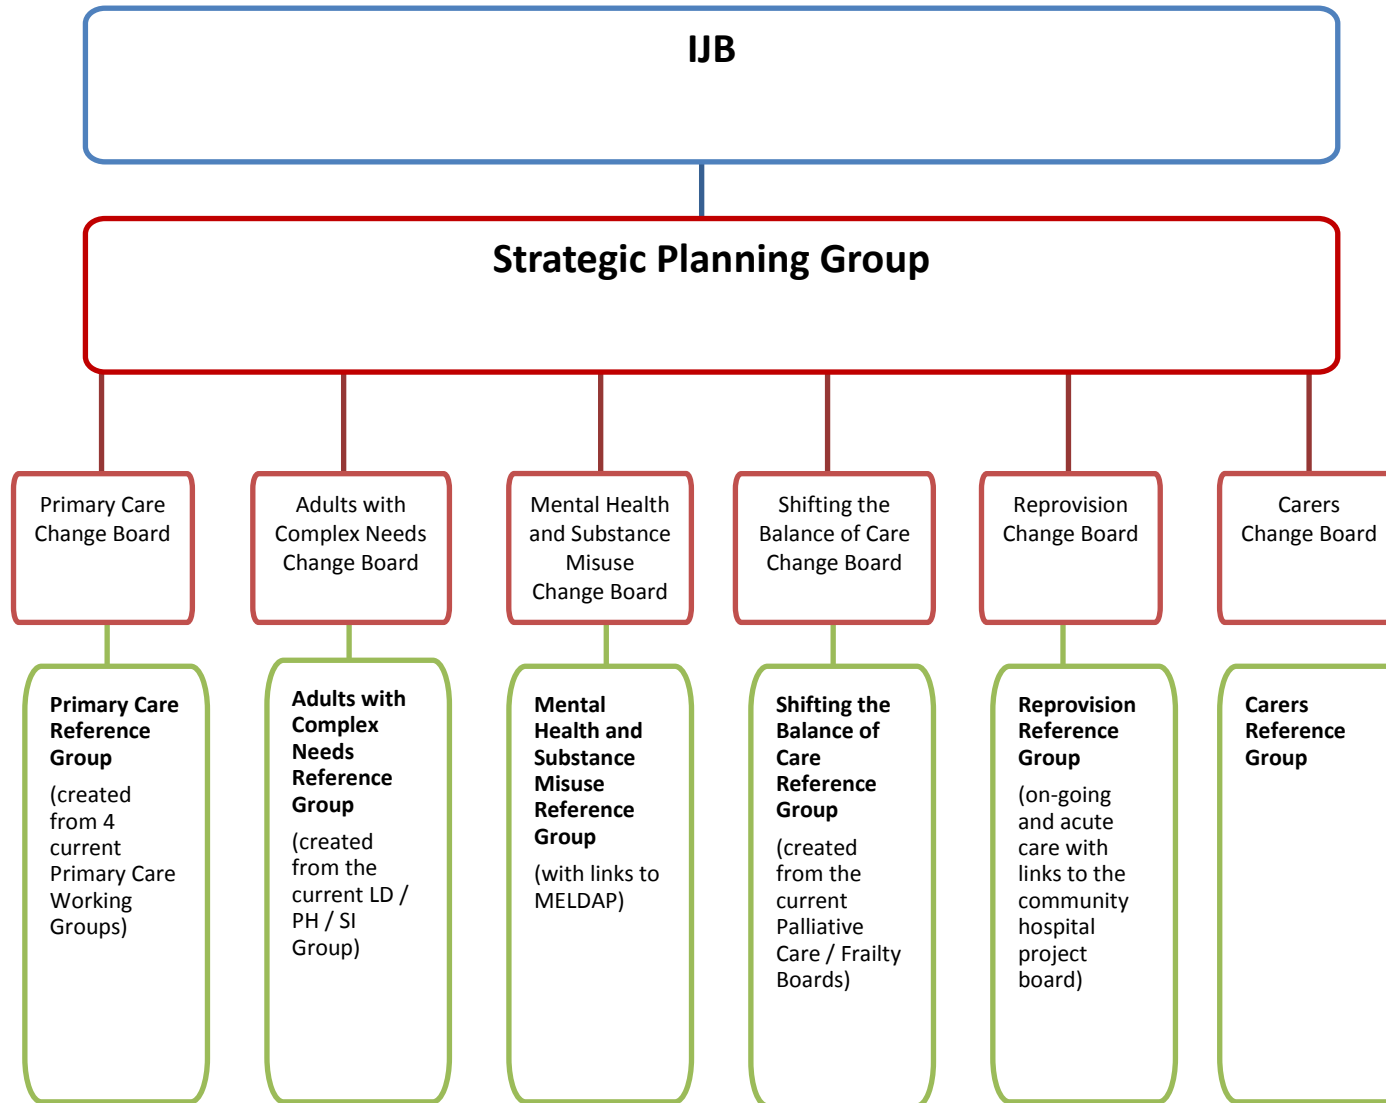 IJB
Strategic Planning Group
Primary Care
Change Board
Adults with
Complex Needs
Change Board
Mental Health
and Substance
Misuse
Change Board
Shifting the
Balance of Care
Change Board
Reprovision
Change Board
Carers
Change Board
Primary Care
Reference
Group
(created
from 4
current
Primary Care
Working
Groups)
Adults with
Complex
Needs
Reference
Group
(created
from the
current LD /
PH / SI
Group)
Mental
Health and
Substance
Misuse
Reference
Group
(with links to
MELDAP)
Shifting the
Balance of
Care
Reference
Group
(created
from the
current
Palliative
Care / Frailty
Boards)
Reprovision
Reference
Group
(on-going
and acute
care with
links to the
community
hospital
project
board)
Carers
Reference
Group